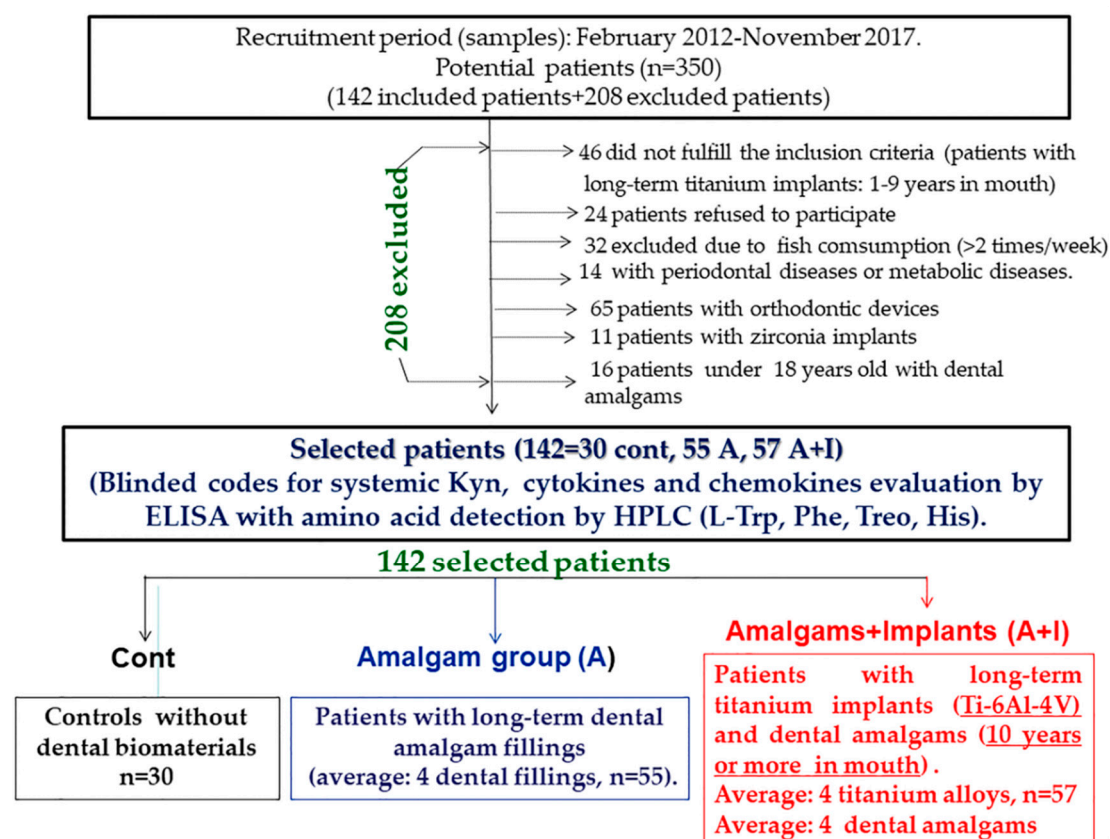 Recruitment period (samples): February 2012-November 2017.
Potential patients (n=350)
(142 included patients+208 excluded patients)
208 excluded
46 did not fulfill the inclusion criteria (patients with
long-term titanium implants: 1-9 years in mouth)
24 patients refused to participate
32 excluded due to fish comsumption (>2 times/week)
14 with periodontal diseases or metabolic diseases.
65 patients with orthodontic devices
11 patients with zirconia implants
16 patients under 18 years old with dental
amalgams
Selected patients (142=30 cont, 55 A, 57 A+I)
(Blinded codes for systemic Kyn, cytokines and chemokines evaluation by
ELISA with amino acid detection by HPLC (L-Trp, Phe, Treo, His).
142 selected patients
Cont
Controls without
dental biomaterials
n=30
Amalgam group (A)
Patients with long-term dental
amalgam fillings
(average: 4 dental fillings, n=55).
Amalgams+Implants (A+I)
Patients with long-term
titanium implants (Ti-6Al-4V)
and dental amalgams (10 years
or more in mouth) .
Average: 4 titanium alloys, n=57
Average: 4 dental amalgams